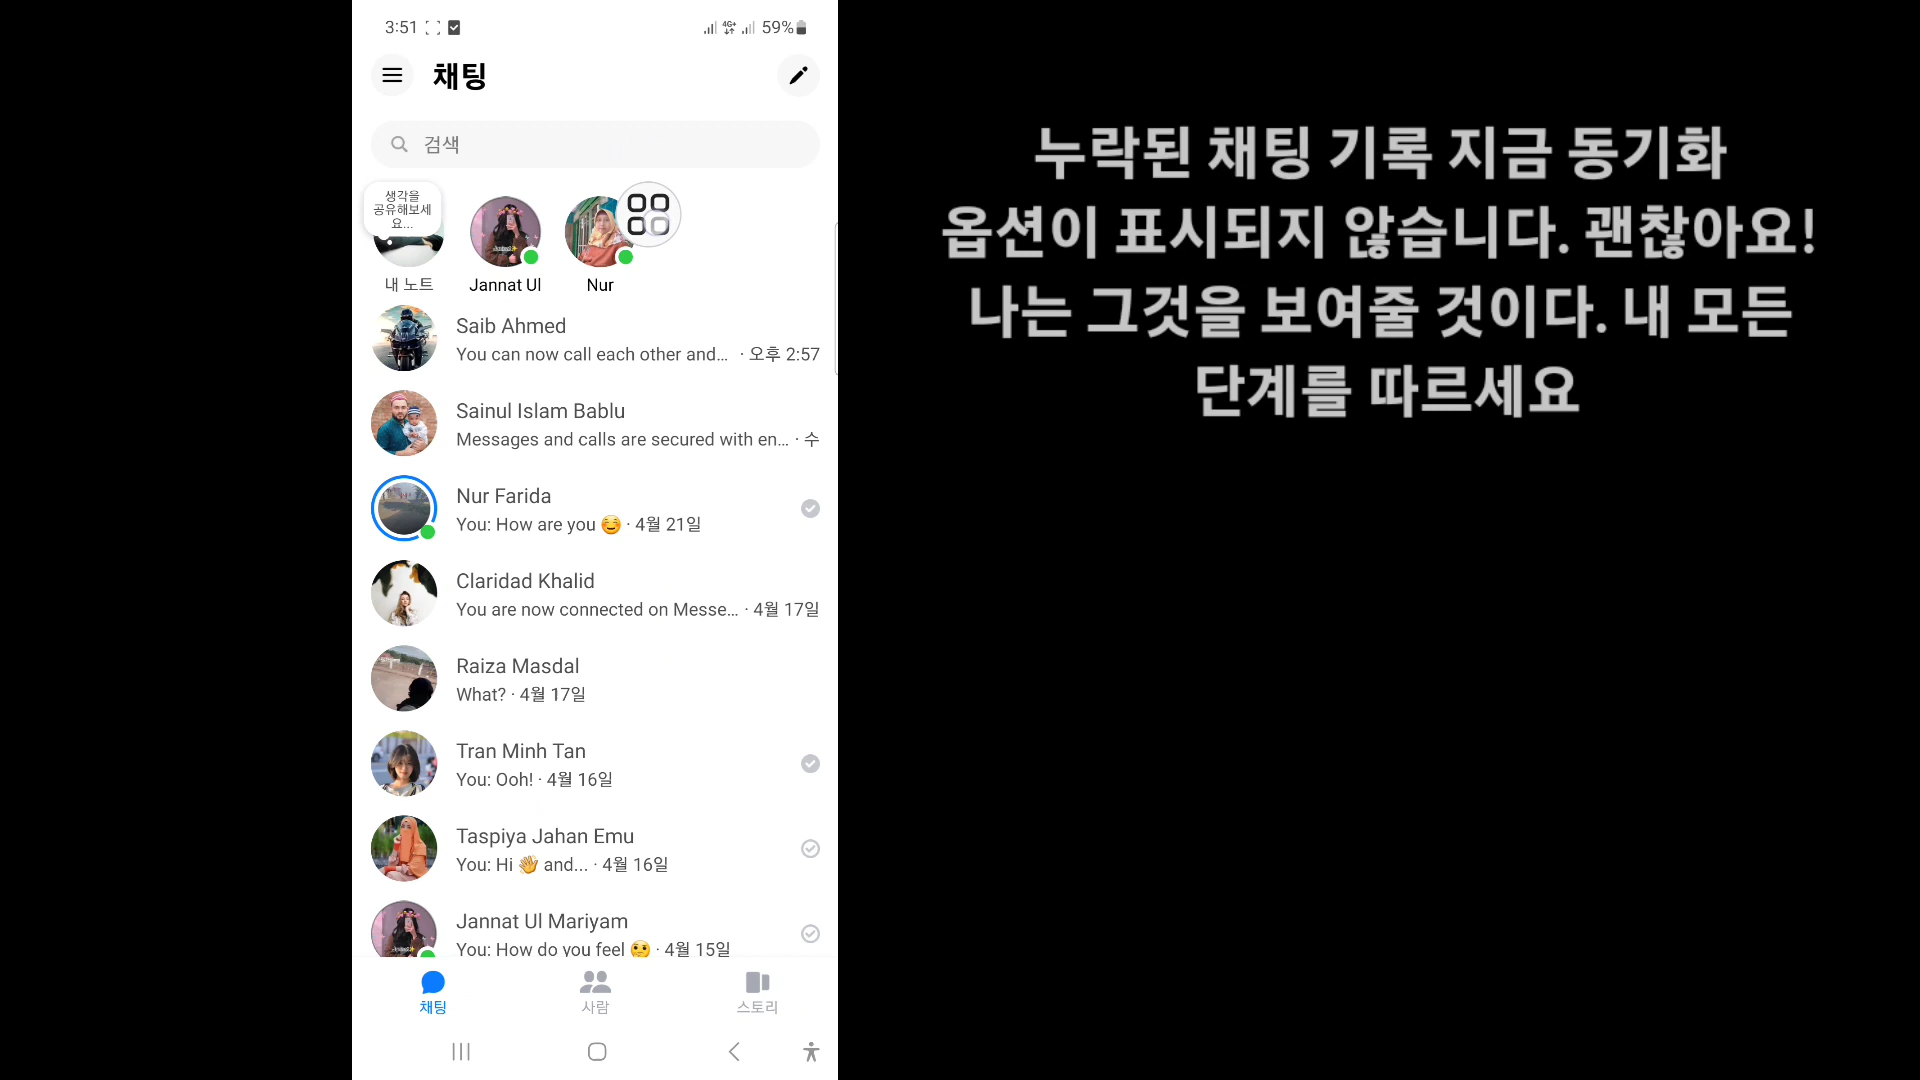 3:51
4G+
59%
채팅
검색
생각을
공유해보세
요...
내 노트
Jannat Ul
Nur
Saib Ahmed
You can now call each other and... · 오후 2:57
Sainul Islam Bablu
Messages and calls are secured with en... · 수
Nur Farida
You: How are you ☺️ · 4월 21일
Claridad Khalid
You are now connected on Messe... · 4월 17일
Raiza Masdal
What? · 4월 17일
Tran Minh Tan
You: Ooh! · 4월 16일
Taspiya Jahan Emu
You: Hi 👋 and... · 4월 16일
Jannat Ul Mariyam
You: How do you feel 🤔 · 4월 15일
채팅
사람
스토리
누락된 채팅 기록 지금 동기화
옵션이 표시되지 않습니다. 괜찮아요!
나는 그것을 보여줄 것이다. 내 모든
단계를 따르세요